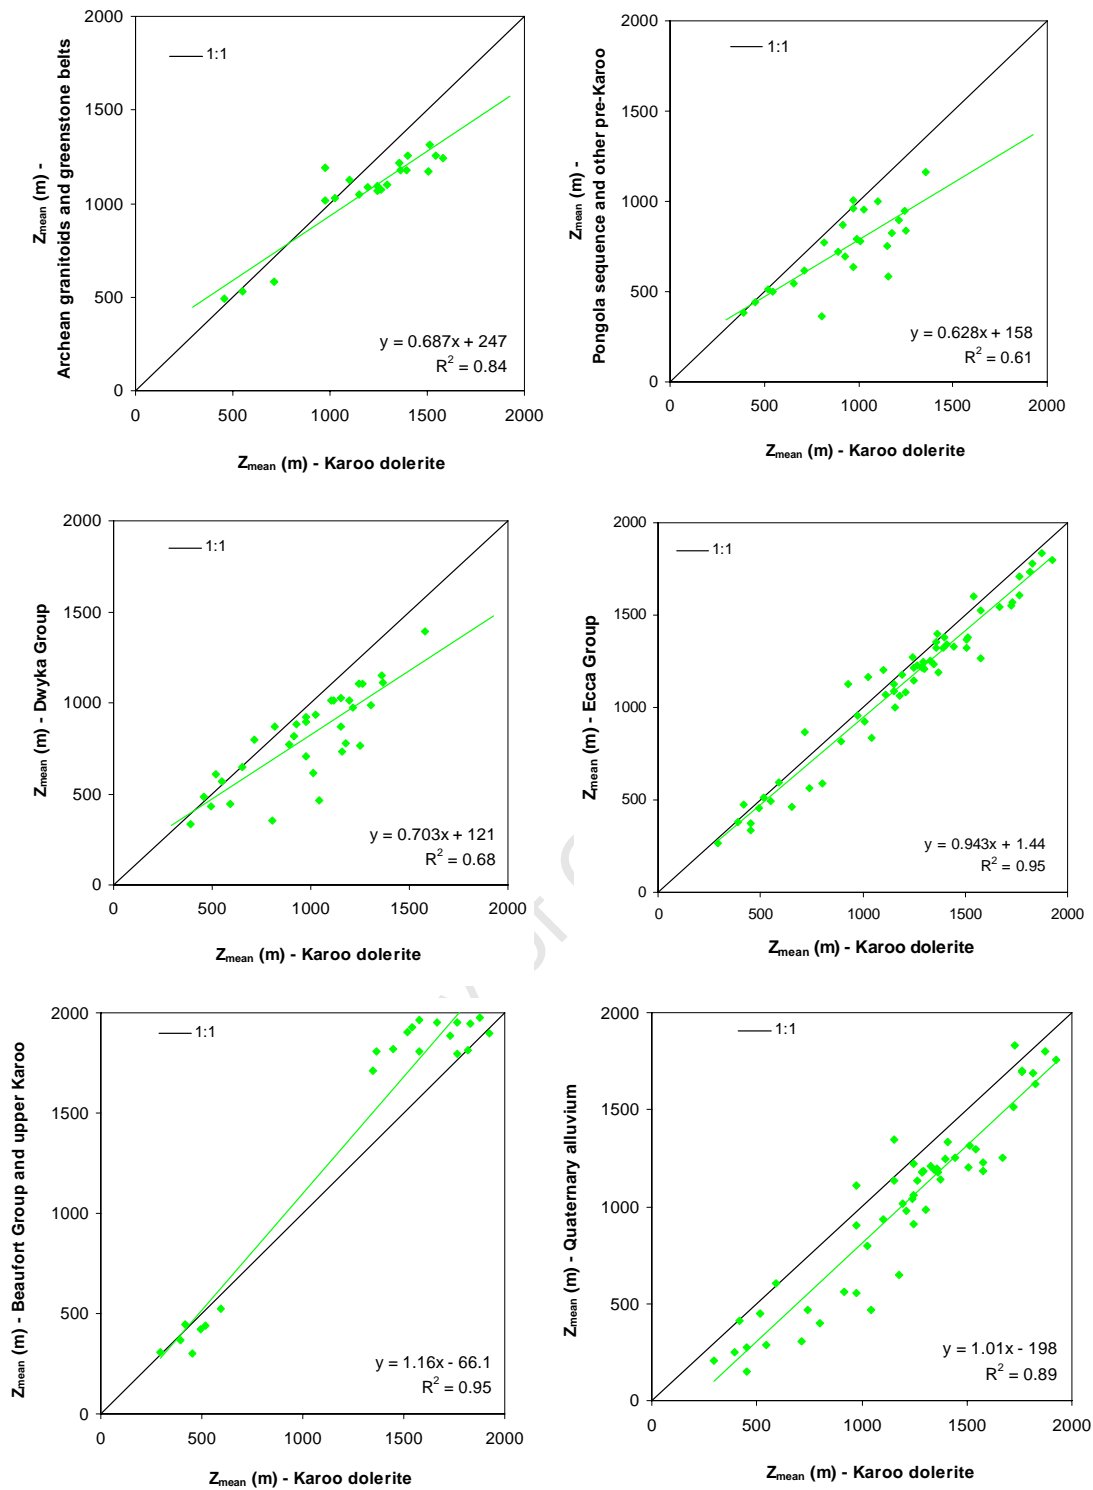 2000
1500
1000
500
0
0 500 1000 1500 2000
1:1
y = 0.687x + 247
R² = 0.84
Zmean (m) -
Archean granitoids and greenstone belts
Zmean (m) - Karoo dolerite
2000
1500
1000
500
0
0 500 1000 1500 2000
1:1
y = 0.628x + 158
R² = 0.61
Zmean (m) -
Pongola sequence and other pre-Karoo
Zmean (m) - Karoo dolerite
2000
1500
1000
500
0
0 500 1000 1500 2000
1:1
y = 0.703x + 121
R² = 0.68
Zmean (m) - Dwyka Group
Zmean (m) - Karoo dolerite
2000
1500
1000
500
0
0 500 1000 1500 2000
1:1
y = 0.943x + 1.44
R² = 0.95
Zmean (m) - Ecca Group
Zmean (m) - Karoo dolerite
2000
1500
1000
500
0
0 500 1000 1500 2000
1:1
y = 1.16x - 66.1
R² = 0.95
Zmean (m) - Beaufort Group and upper Karoo
Zmean (m) - Karoo dolerite
2000
1500
1000
500
0
0 500 1000 1500 2000
1:1
y = 1.01x - 198
R² = 0.89
Zmean (m) - Quaternary alluvium
Zmean (m) - Karoo dolerite